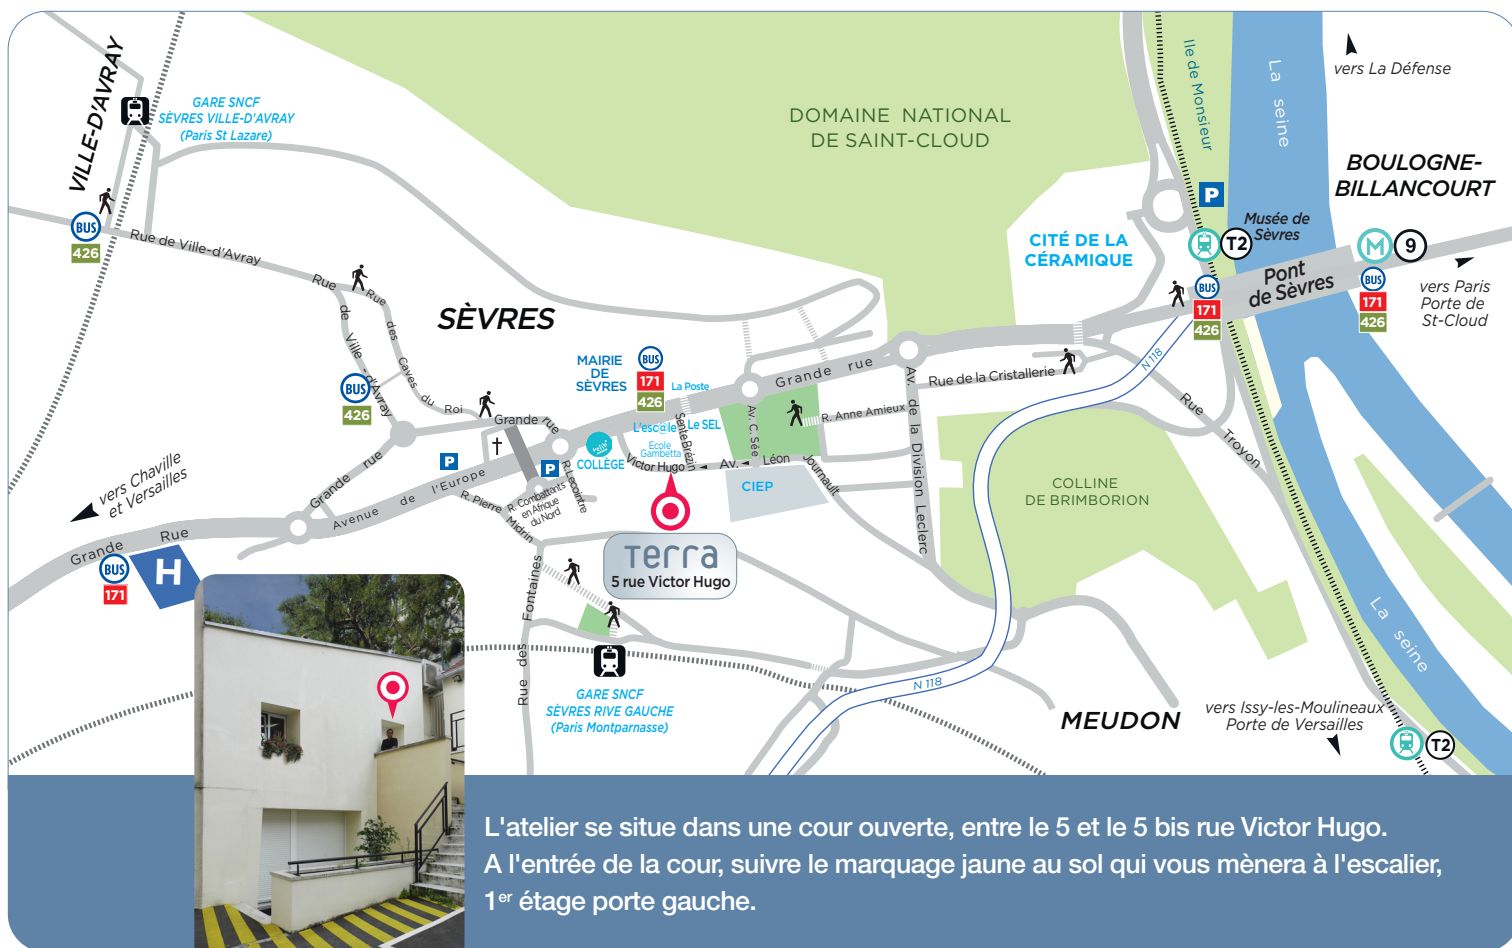 VILLE-D'AVRAY
GARE SNCF
SÈVRES VILLE-D'AVRAY
(Paris St Lazare)
BUS
426
Rue de Ville-d'Avray
Rue de Ville-d'Avray
Rue des Caves du Roi
BUS
426
SÈVRES
DOMAINE NATIONAL
DE SAINT-CLOUD
Ile de Monsieur
La seine
vers La Défense
BOULOGNE-
BILLANCOURT
P
Musée de
Sèvres
T2
M
9
CITÉ DE LA
CÉRAMIQUE
Pont
de Sèvres
BUS
171
426
BUS
171
426
vers Paris
Porte de
St-Cloud
N 118
MAIRIE
DE
SÈVRES
BUS
171
426
La Poste
Grande rue
Rue de la Cristallerie
Av. de la Division Leclerc
Rue Troyon
R. Anne Amieux
Av. C. Sée
Sente Brézin
Le SEL
L'esc@le
Ecole
Gambetta
COLLÈGE
Victor Hugo
Av. Léon Journault
CIEP
Grande rue
P
P
R. Lecointre
R. Combattants
en Afrique
du Nord
R. Pierre Midrin
Grande rue
Avenue de l'Europe
vers Chaville
et Versailles
Grande Rue
BUS
171
H
COLLINE
DE BRIMBORION
Terra
5 rue Victor Hugo
Rue des Fontaines
GARE SNCF
SÈVRES RIVE GAUCHE
(Paris Montparnasse)
N 118
MEUDON
La seine
vers Issy-les-Moulineaux
Porte de Versailles
T2
L'atelier se situe dans une cour ouverte, entre le 5 et le 5 bis rue Victor Hugo.
A l'entrée de la cour, suivre le marquage jaune au sol qui vous mènera à l'escalier,
1er étage porte gauche.